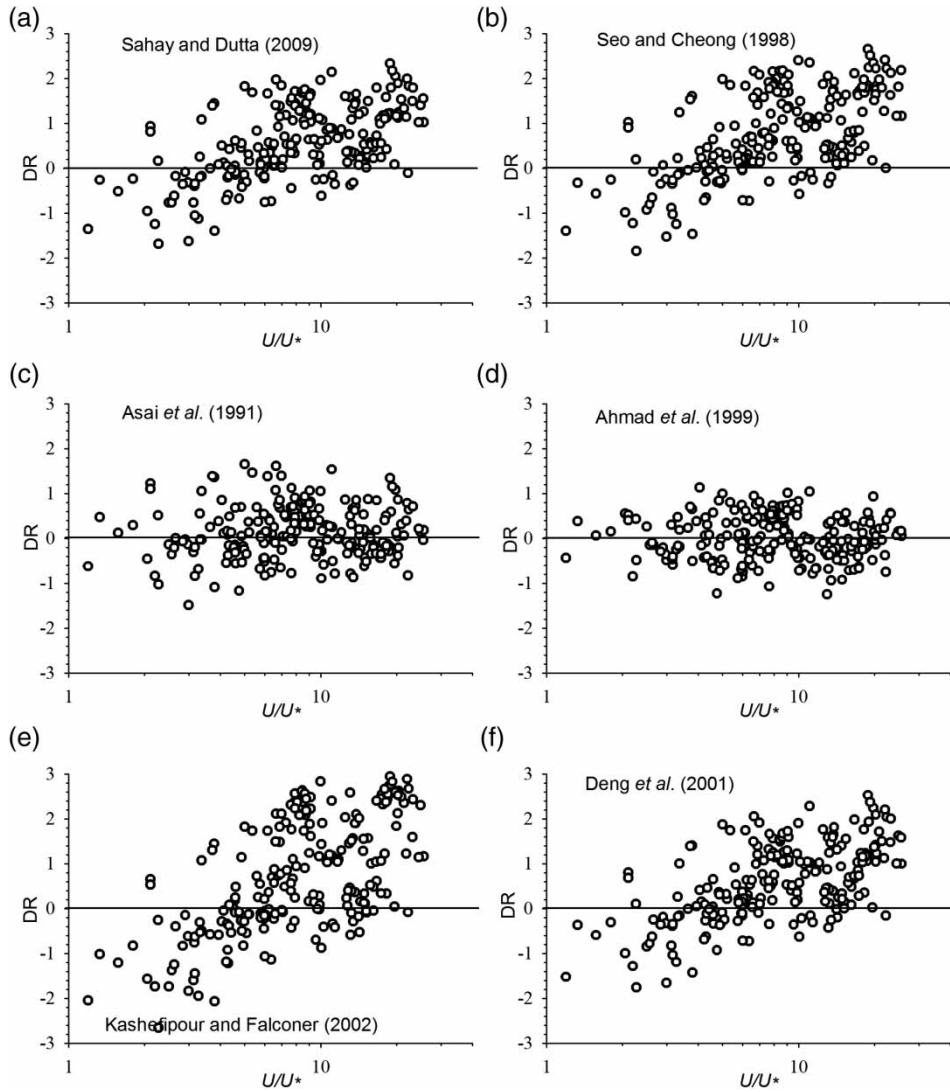 (a)
Sahay and Dutta (2009)
3
2
1
0
-1
-2
-3
DR
1
10
U/U*
(b)
Seo and Cheong (1998)
3
2
1
0
-1
-2
-3
DR
1
10
U/U*
(c)
Asai et al. (1991)
3
2
1
0
-1
-2
-3
DR
1
10
U/U*
(d)
Ahmad et al. (1999)
3
2
1
0
-1
-2
-3
DR
1
10
U/U*
(e)
3
2
1
0
-1
-2
-3
DR
Kashefipour and Falconer (2002)
1
10
U/U*
(f)
Deng et al. (2001)
3
2
1
0
-1
-2
-3
DR
1
10
U/U*